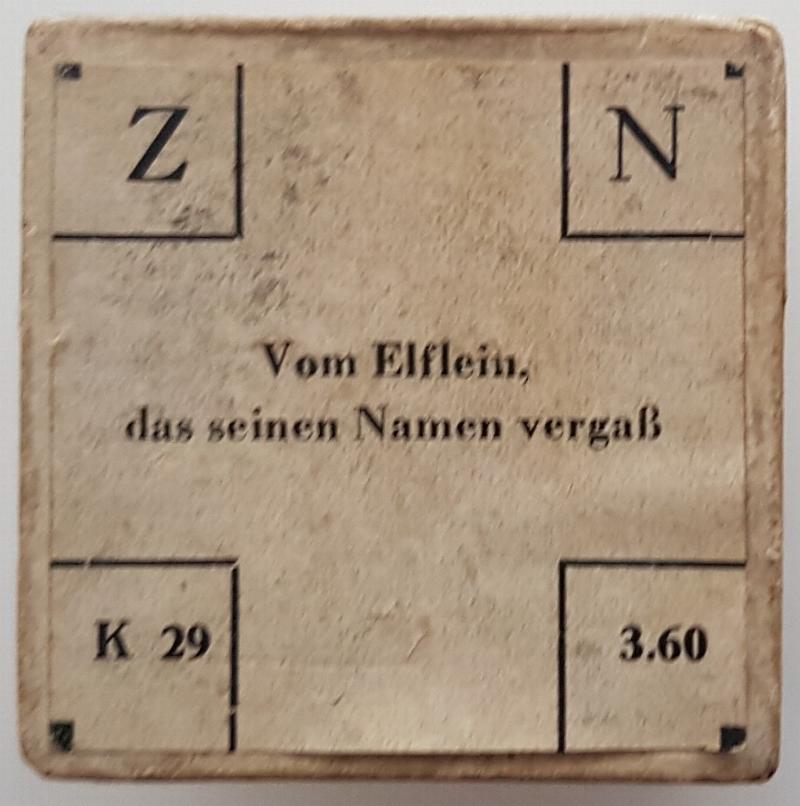 Z N
Vom Elflein,
das seinen Namen vergaß
K 29 3.60